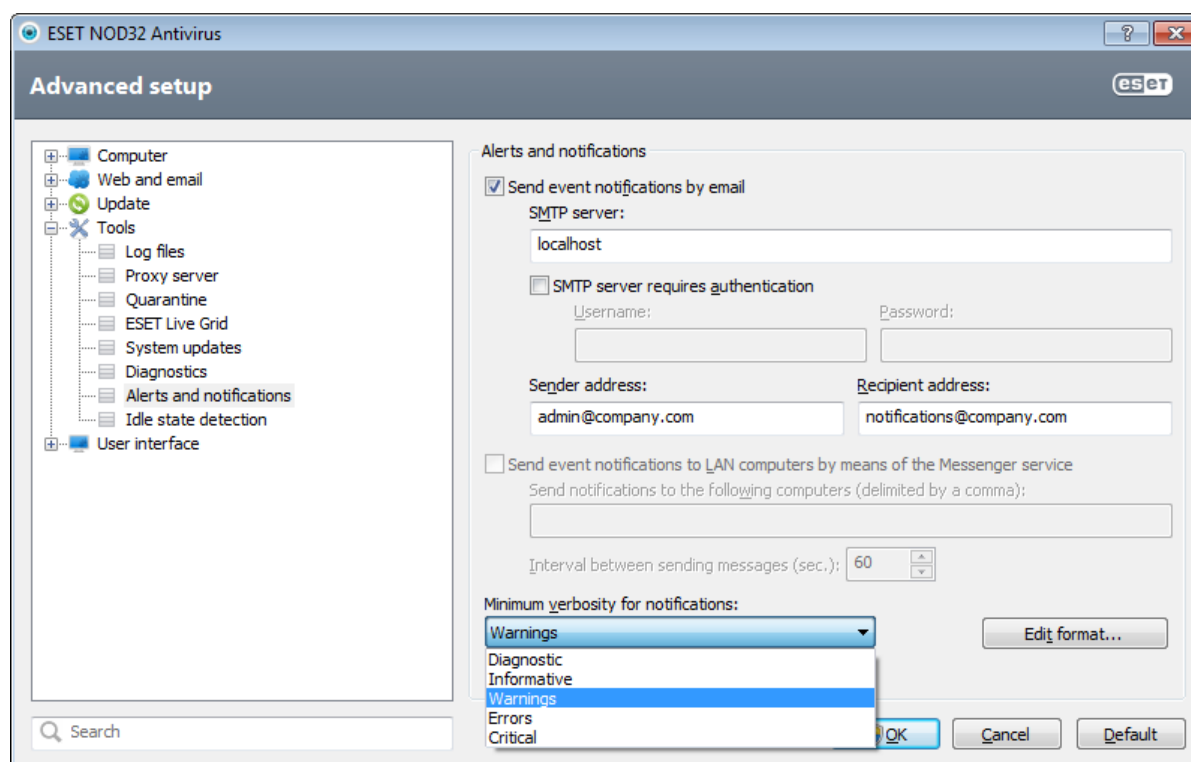 ESET NOD32 Antivirus
?
Advanced setup
eseT
Computer
Web and email
Update
Tools
Log files
Proxy server
Quarantine
ESET Live Grid
System updates
Diagnostics
Alerts and notifications
Idle state detection
User interface
Search
Alerts and notifications
Send event notifications by email
SMTP server:
localhost
SMTP server requires authentication
Username: Password:
Sender address: Recipient address:
admin@company.com notifications@company.com
Send event notifications to LAN computers by means of the Messenger service
Send notifications to the following computers (delimited by a comma):
Interval between sending messages (sec.): 60
Minimum verbosity for notifications:
Warnings Edit format...
Diagnostic
Informative
Warnings
Errors
Critical
OK Cancel Default